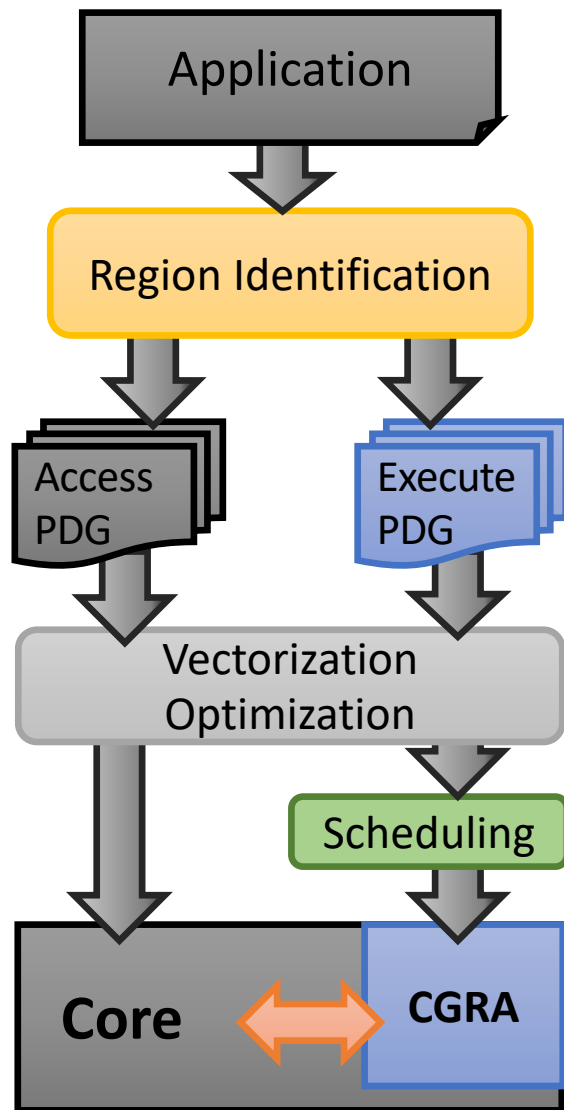 Application
Region Identification
Access
PDG
Execute
PDG
Vectorization
Optimization
Scheduling
Core
CGRA